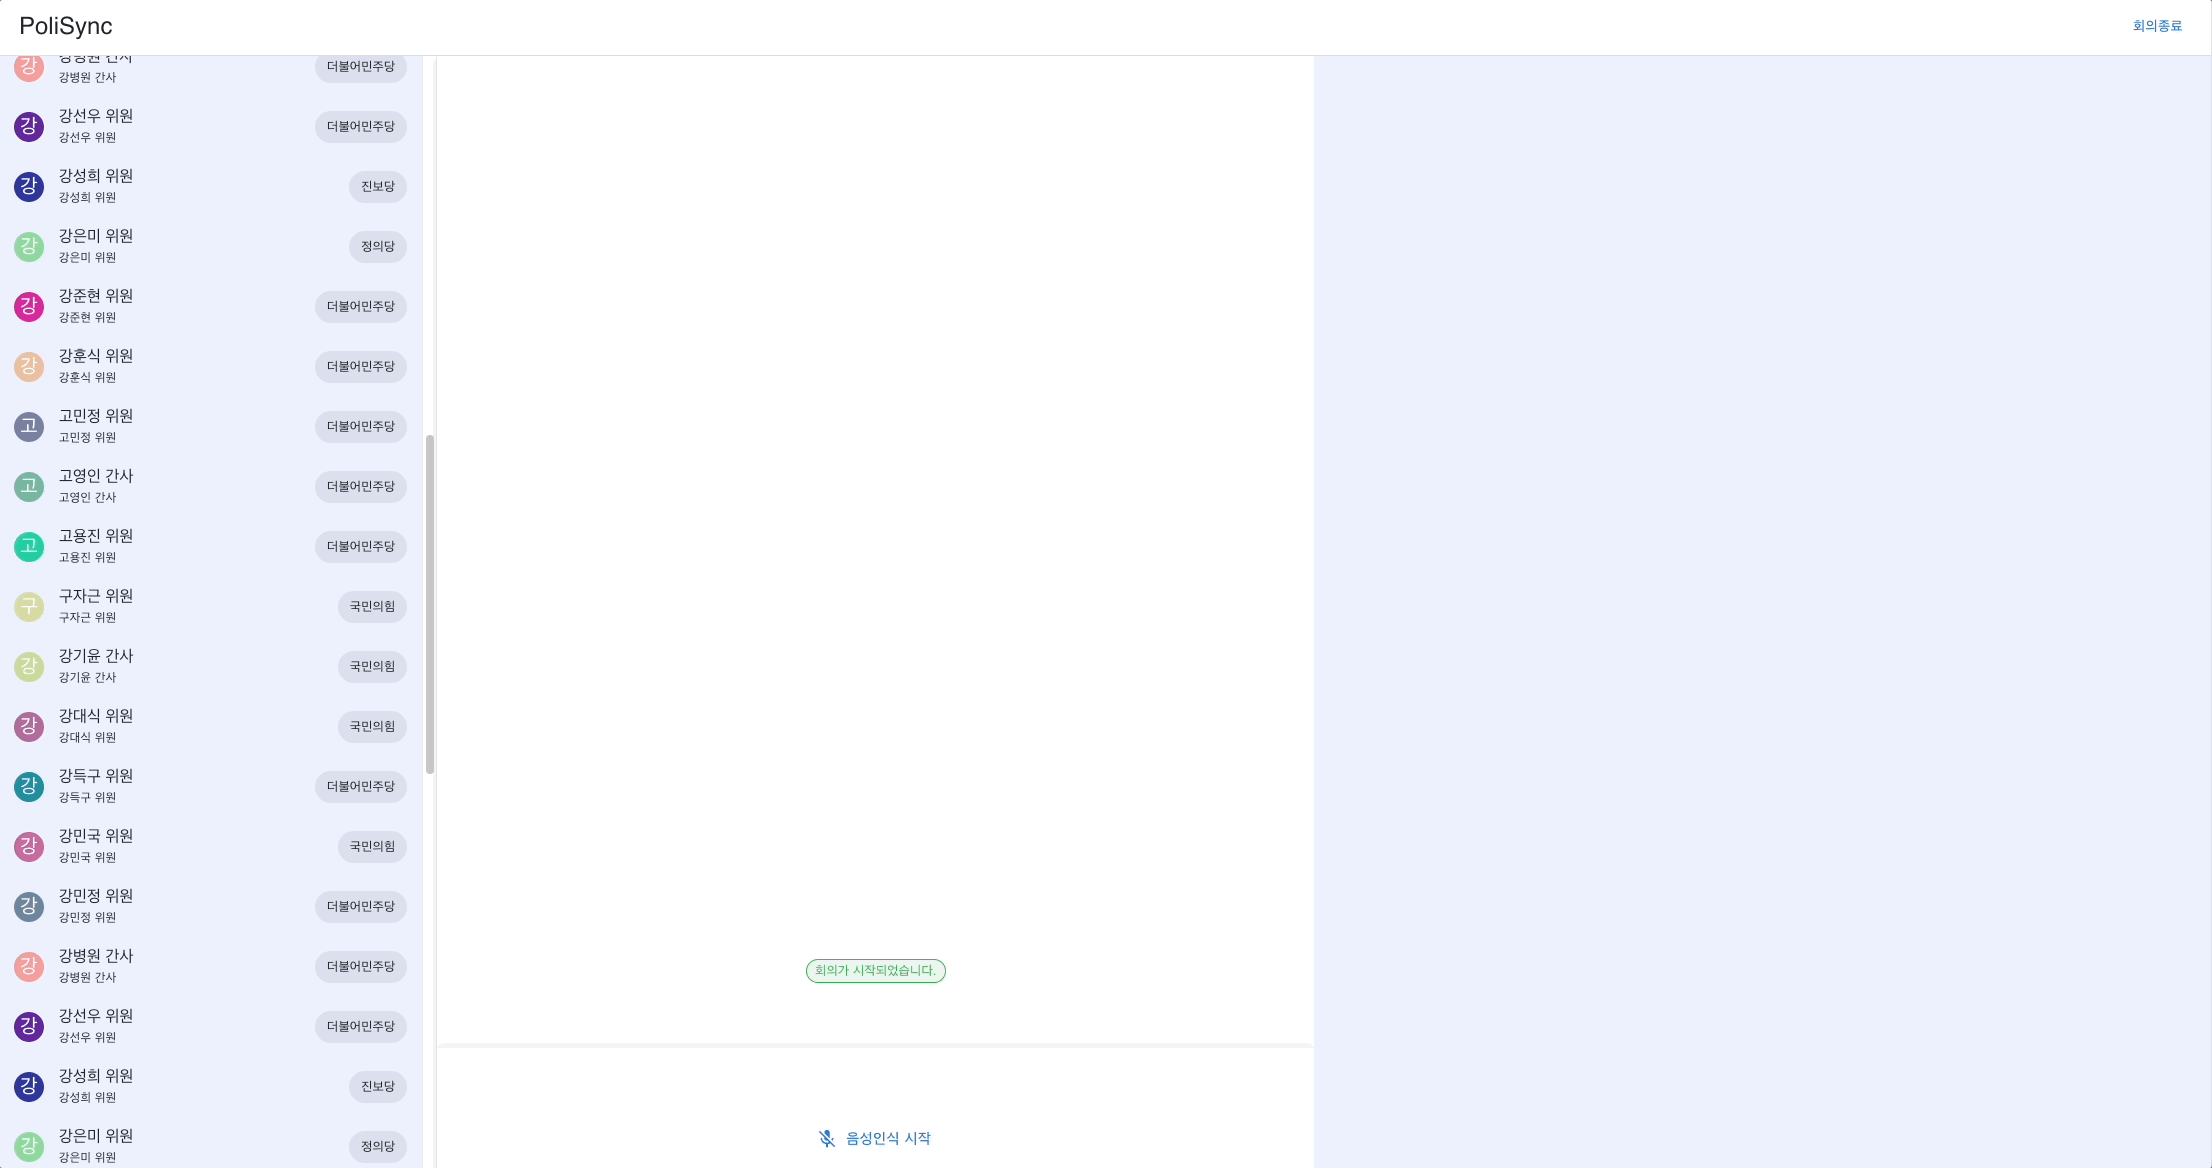 PoliSync
회의종료
강 강병원 간사 더불어민주당
강병원 간사
강 강선우 위원 더불어민주당
강선우 위원
강 강성희 위원 진보당
강성희 위원
강 강은미 위원 정의당
강은미 위원
강 강준현 위원 더불어민주당
강준현 위원
강 강훈식 위원 더불어민주당
강훈식 위원
고 고민정 위원 더불어민주당
고민정 위원
고 고영인 간사 더불어민주당
고영인 간사
고 고용진 위원 더불어민주당
고용진 위원
구 구자근 위원 국민의힘
구자근 위원
강 강기윤 간사 국민의힘
강기윤 간사
강 강대식 위원 국민의힘
강대식 위원
강 강득구 위원 더불어민주당
강득구 위원
강 강민국 위원 국민의힘
강민국 위원
강 강민정 위원 더불어민주당
강민정 위원
강 강병원 간사 더불어민주당
강병원 간사
강 강선우 위원 더불어민주당
강선우 위원
강 강성희 위원 진보당
강성희 위원
강 강은미 위원 정의당
강은미 위원
회의가 시작되었습니다.
음성인식 시작